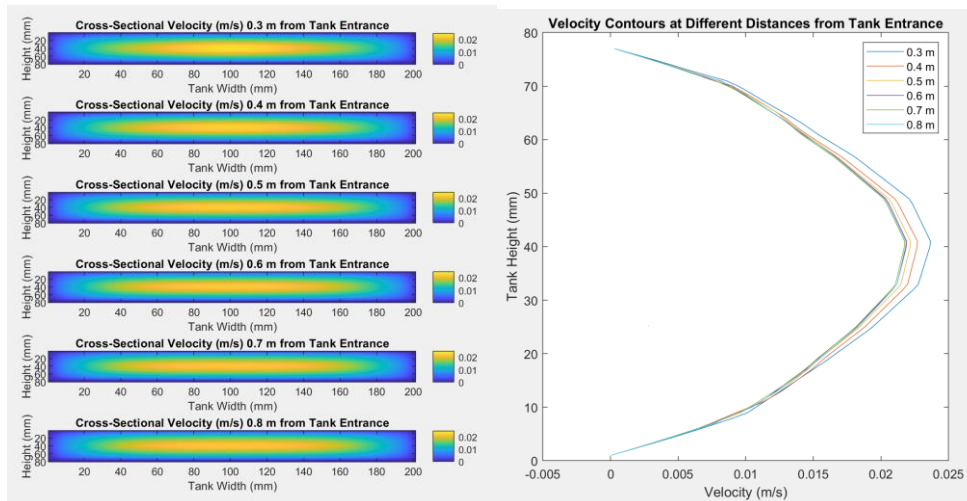 Cross-Sectional Velocity (m/s) 0.3 m from Tank Entrance
Height (mm)
20
40
60
80
20 40 60 80 100 120 140 160 180 200
Tank Width (mm)
0.02
0.01
0
Cross-Sectional Velocity (m/s) 0.4 m from Tank Entrance
Height (mm)
20
40
60
80
20 40 60 80 100 120 140 160 180 200
Tank Width (mm)
0.02
0.01
0
Cross-Sectional Velocity (m/s) 0.5 m from Tank Entrance
Height (mm)
20
40
60
80
20 40 60 80 100 120 140 160 180 200
Tank Width (mm)
0.02
0.01
0
Cross-Sectional Velocity (m/s) 0.6 m from Tank Entrance
Height (mm)
20
40
60
80
20 40 60 80 100 120 140 160 180 200
Tank Width (mm)
0.02
0.01
0
Cross-Sectional Velocity (m/s) 0.7 m from Tank Entrance
Height (mm)
20
40
60
80
20 40 60 80 100 120 140 160 180 200
Tank Width (mm)
0.02
0.01
0
Cross-Sectional Velocity (m/s) 0.8 m from Tank Entrance
Height (mm)
20
40
60
80
20 40 60 80 100 120 140 160 180 200
Tank Width (mm)
0.02
0.01
0
Velocity Contours at Different Distances from Tank Entrance
Tank Height (mm)
80
70
60
50
40
30
20
10
0
-0.005 0 0.005 0.01 0.015 0.02 0.025
Velocity (m/s)
0.3 m
0.4 m
0.5 m
0.6 m
0.7 m
0.8 m